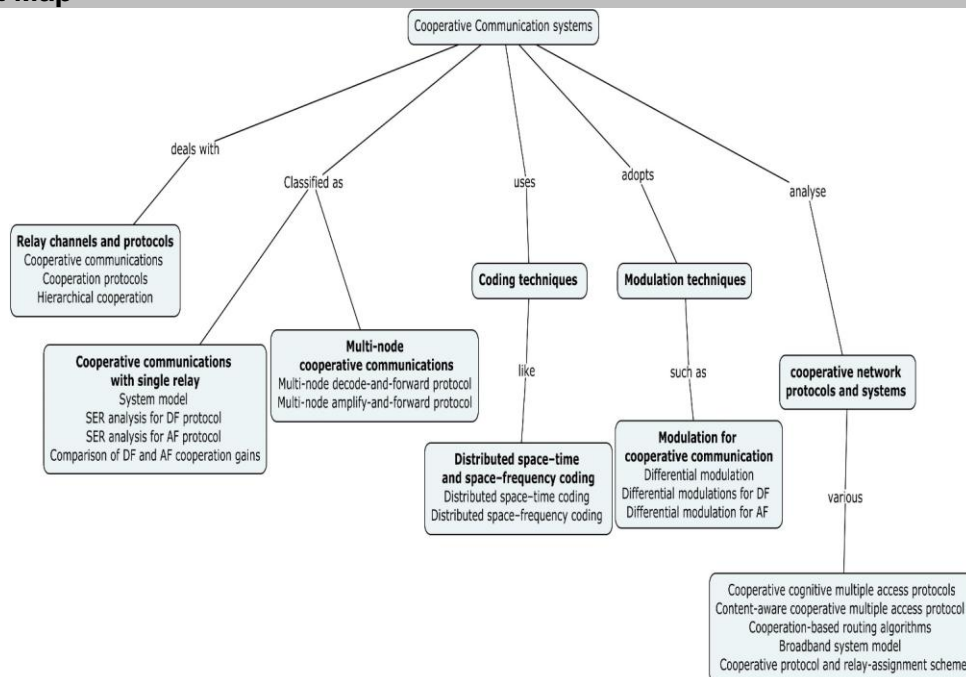 Cooperative Communication systems
deals with
Classified as
uses
adopts
analyse
Relay channels and protocols
Cooperative communications
Cooperation protocols
Hierarchical cooperation
Cooperative communications
with single relay
System model
SER analysis for DF protocol
SER analysis for AF protocol
Comparison of DF and AF cooperation gains
Multi-node
cooperative communications
Multi-node decode-and-forward protocol
Multi-node amplify-and-forward protocol
Coding techniques
like
Distributed space–time
and space–frequency coding
Distributed space–time coding
Distributed space–frequency coding
Modulation techniques
such as
Modulation for
cooperative communication
Differential modulation
Differential modulations for DF
Differential modulation for AF
cooperative network
protocols and systems
various
Cooperative cognitive multiple access protocols
Content-aware cooperative multiple access protocol
Cooperation-based routing algorithms
Broadband system model
Cooperative protocol and relay-assignment scheme